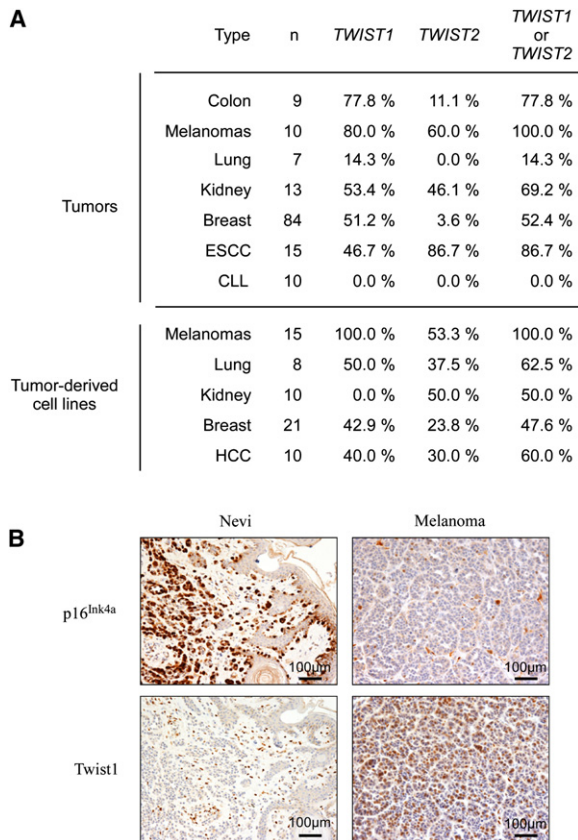 A
Type n TWIST1 TWIST2 TWIST1 or TWIST2
Tumors
Colon 9 77.8 % 11.1 % 77.8 %
Melanomas 10 80.0 % 60.0 % 100.0 %
Lung 7 14.3 % 0.0 % 14.3 %
Kidney 13 53.4 % 46.1 % 69.2 %
Breast 84 51.2 % 3.6 % 52.4 %
ESCC 15 46.7 % 86.7 % 86.7 %
CLL 10 0.0 % 0.0 % 0.0 %
Tumor-derived
cell lines
Melanomas 15 100.0 % 53.3 % 100.0 %
Lung 8 50.0 % 37.5 % 62.5 %
Kidney 10 0.0 % 50.0 % 50.0 %
Breast 21 42.9 % 23.8 % 47.6 %
HCC 10 40.0 % 30.0 % 60.0 %
B
Nevi Melanoma
p16Ink4a
100µm 100µm
Twist1
100µm 100µm